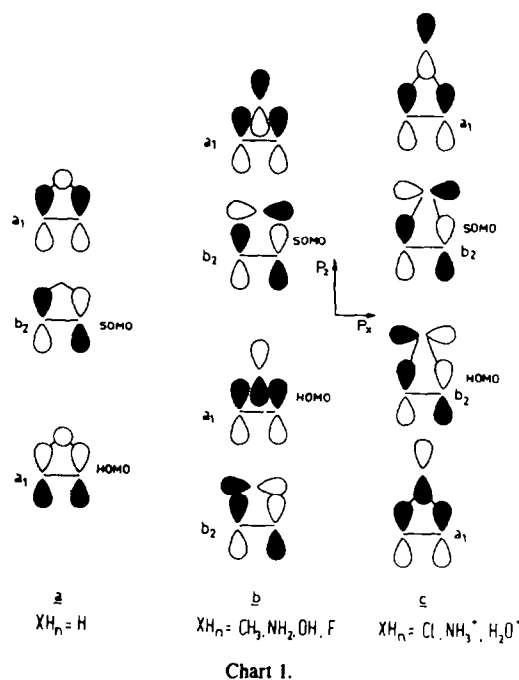 a₁
b₂ SOMO
a₁ HOMO
a
XHₙ = H
a₁
b₂ SOMO
a₁ HOMO
b₂
b
XHₙ = CH₃, NH₂, OH, F
P_z
P_x
a₁
SOMO
b₂
HOMO
b₂
a₁
c
XHₙ = Cl, NH₃⁺, H₂O⁺
Chart 1.